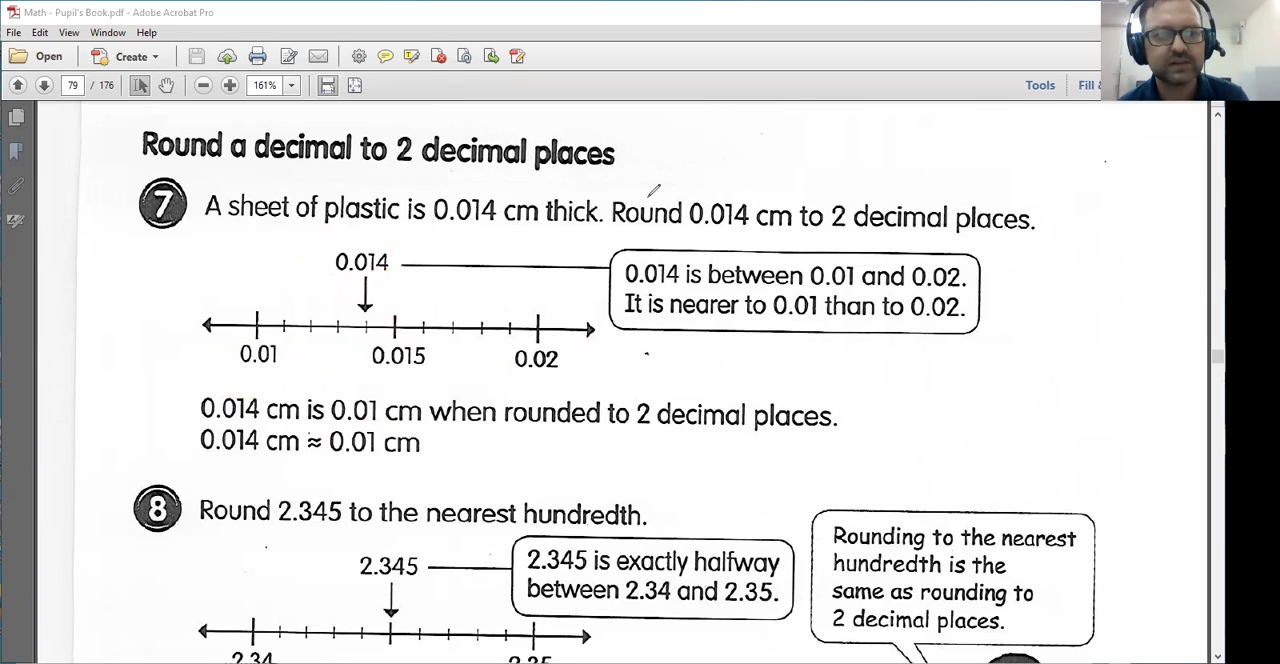 Math - Pupil's Book.pdf - Adobe Acrobat Pro
File Edit View Window Help
Open Create
79 / 176 161% Tools Fill &
Round a decimal to 2 decimal places
7 A sheet of plastic is 0.014 cm thick. Round 0.014 cm to 2 decimal places.
0.014
0.014 is between 0.01 and 0.02.
It is nearer to 0.01 than to 0.02.
0.01 0.015 0.02
0.014 cm is 0.01 cm when rounded to 2 decimal places.
0.014 cm ≈ 0.01 cm
8 Round 2.345 to the nearest hundredth.
2.345
2.345 is exactly halfway
between 2.34 and 2.35.
Rounding to the nearest
hundredth is the
same as rounding to
2 decimal places.
2.34 2.35